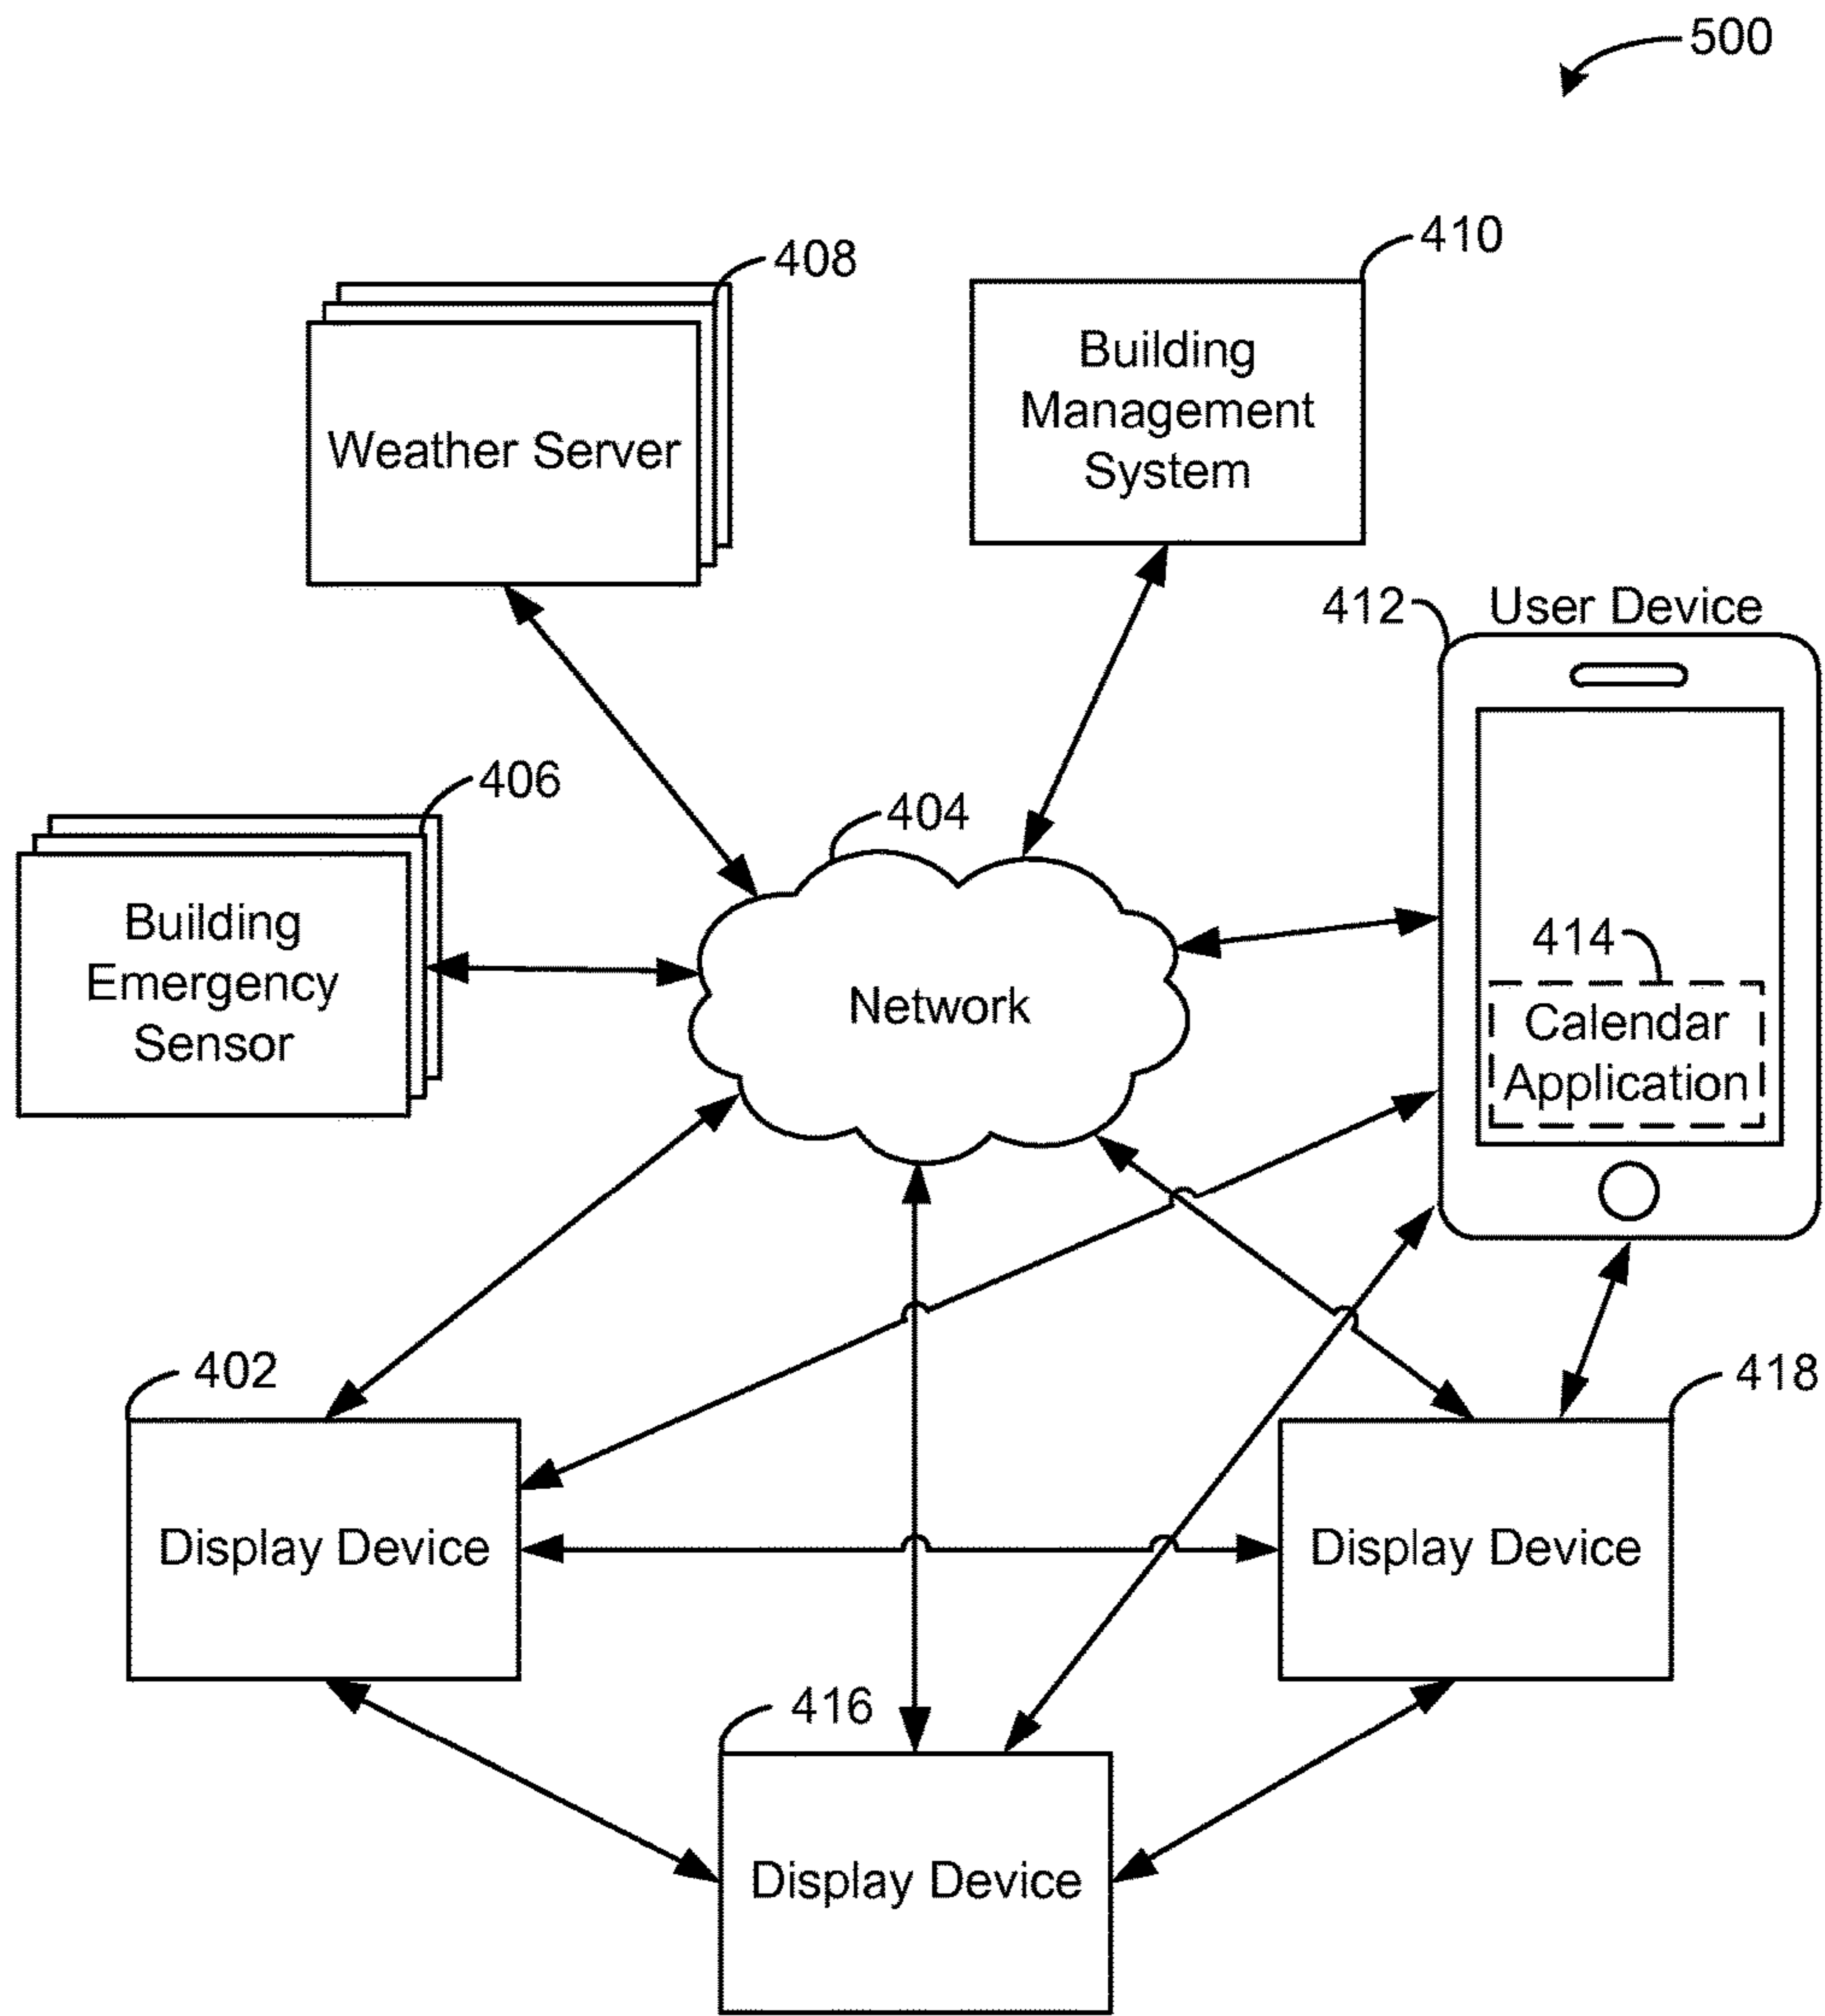 500
408
410
Weather Server
Building
Management
System
412
User Device
406
404
Building
Emergency
Sensor
Network
414
Calendar
Application
402
418
Display Device
Display Device
416
Display Device